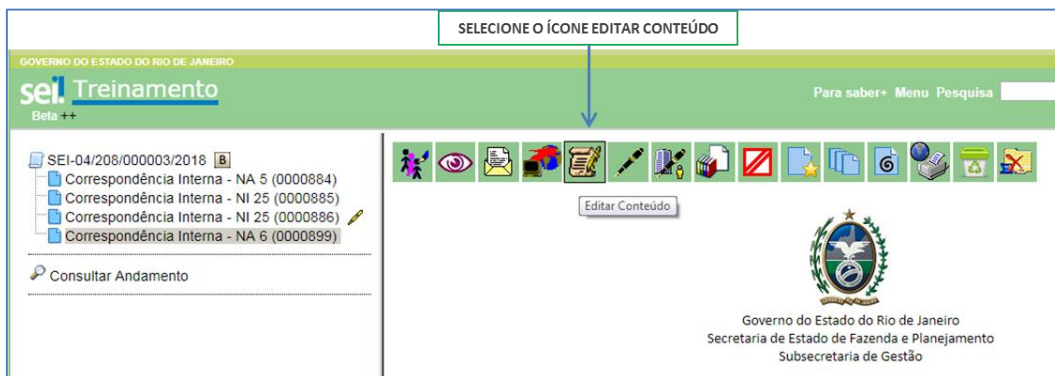 SELECIONE O ÍCONE EDITAR CONTEÚDO
GOVERNO DO ESTADO DO RIO DE JANEIRO
sei! Treinamento
Beta ++
Para saber+ Menu Pesquisa
SEI-04/208/000003/2018 B
Correspondência Interna - NA 5 (0000884)
Correspondência Interna - NI 25 (0000885)
Correspondência Interna - NI 25 (0000886)
Correspondência Interna - NA 6 (0000899)
Consultar Andamento
Editar Conteúdo
Governo do Estado do Rio de Janeiro
Secretaria de Estado de Fazenda e Planejamento
Subsecretaria de Gestão